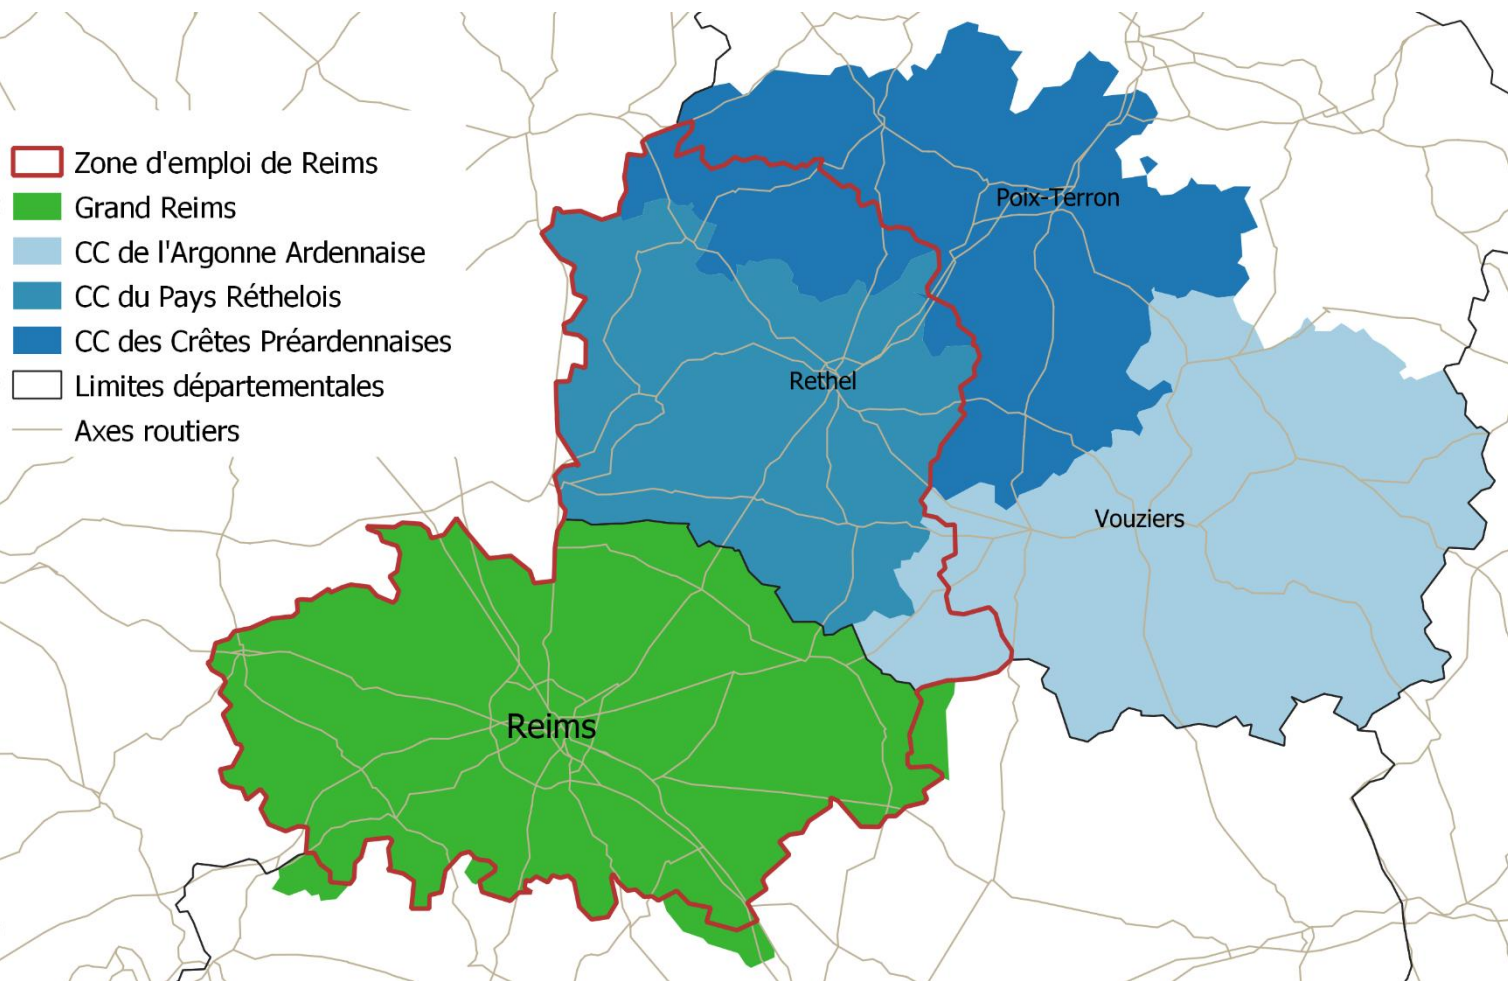 Zone d'emploi de Reims
Grand Reims
CC de l'Argonne Ardennaise
CC du Pays Réthelois
CC des Crêtes Préardennaises
Limites départementales
Axes routiers
Poix-Terron
Rethel
Vouziers
Reims